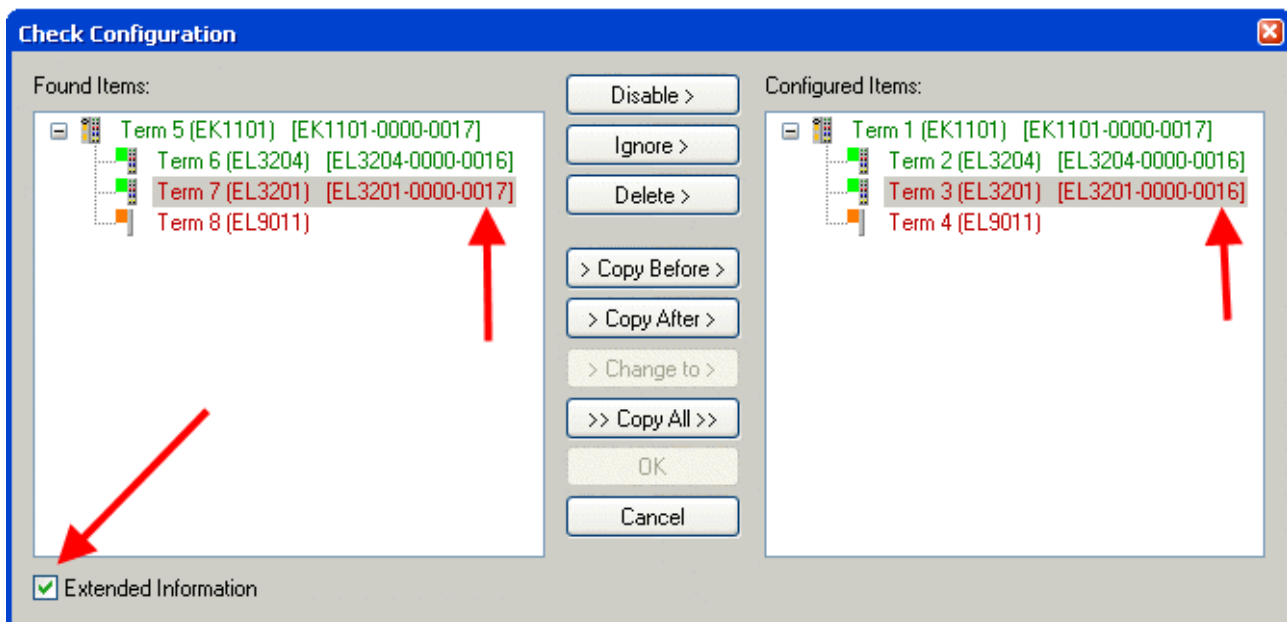 Check Configuration
Found Items:
Term 5 (EK1101) [EK1101-0000-0017]
Term 6 (EL3204) [EL3204-0000-0016]
Term 7 (EL3201) [EL3201-0000-0017]
Term 8 (EL9011)
Disable >
Ignore >
Delete >
> Copy Before >
> Copy After >
> Change to >
>> Copy All >>
OK
Cancel
Configured Items:
Term 1 (EK1101) [EK1101-0000-0017]
Term 2 (EL3204) [EL3204-0000-0016]
Term 3 (EL3201) [EL3201-0000-0016]
Term 4 (EL9011)
Extended Information